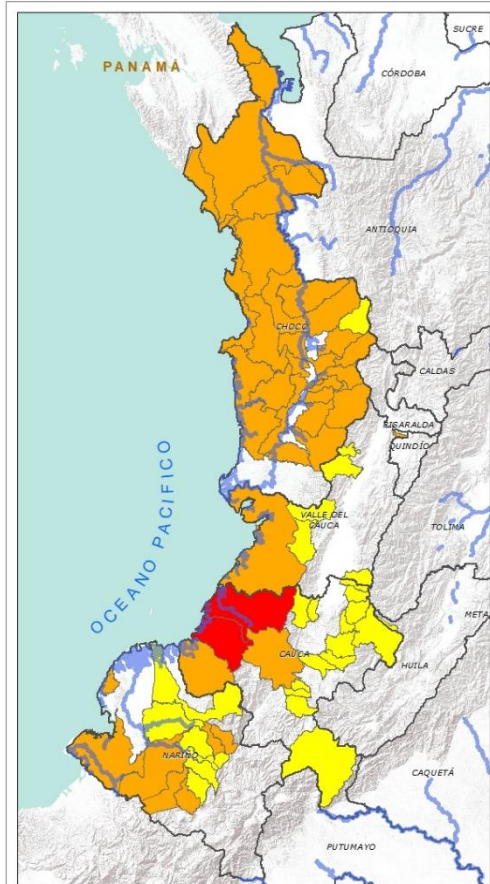 SUCRE
PANAMÁ
CÓRDOBA
ANTIOQUIA
CHOCÓ
CALDAS
RISARALDA
QUINDÍO
OCEANO PACÍFICO
VALLE DEL
CAUCA
TOLIMA
META
CAUCA
HUILA
NARIÑO
CAQUETÁ
PUTUMAYO